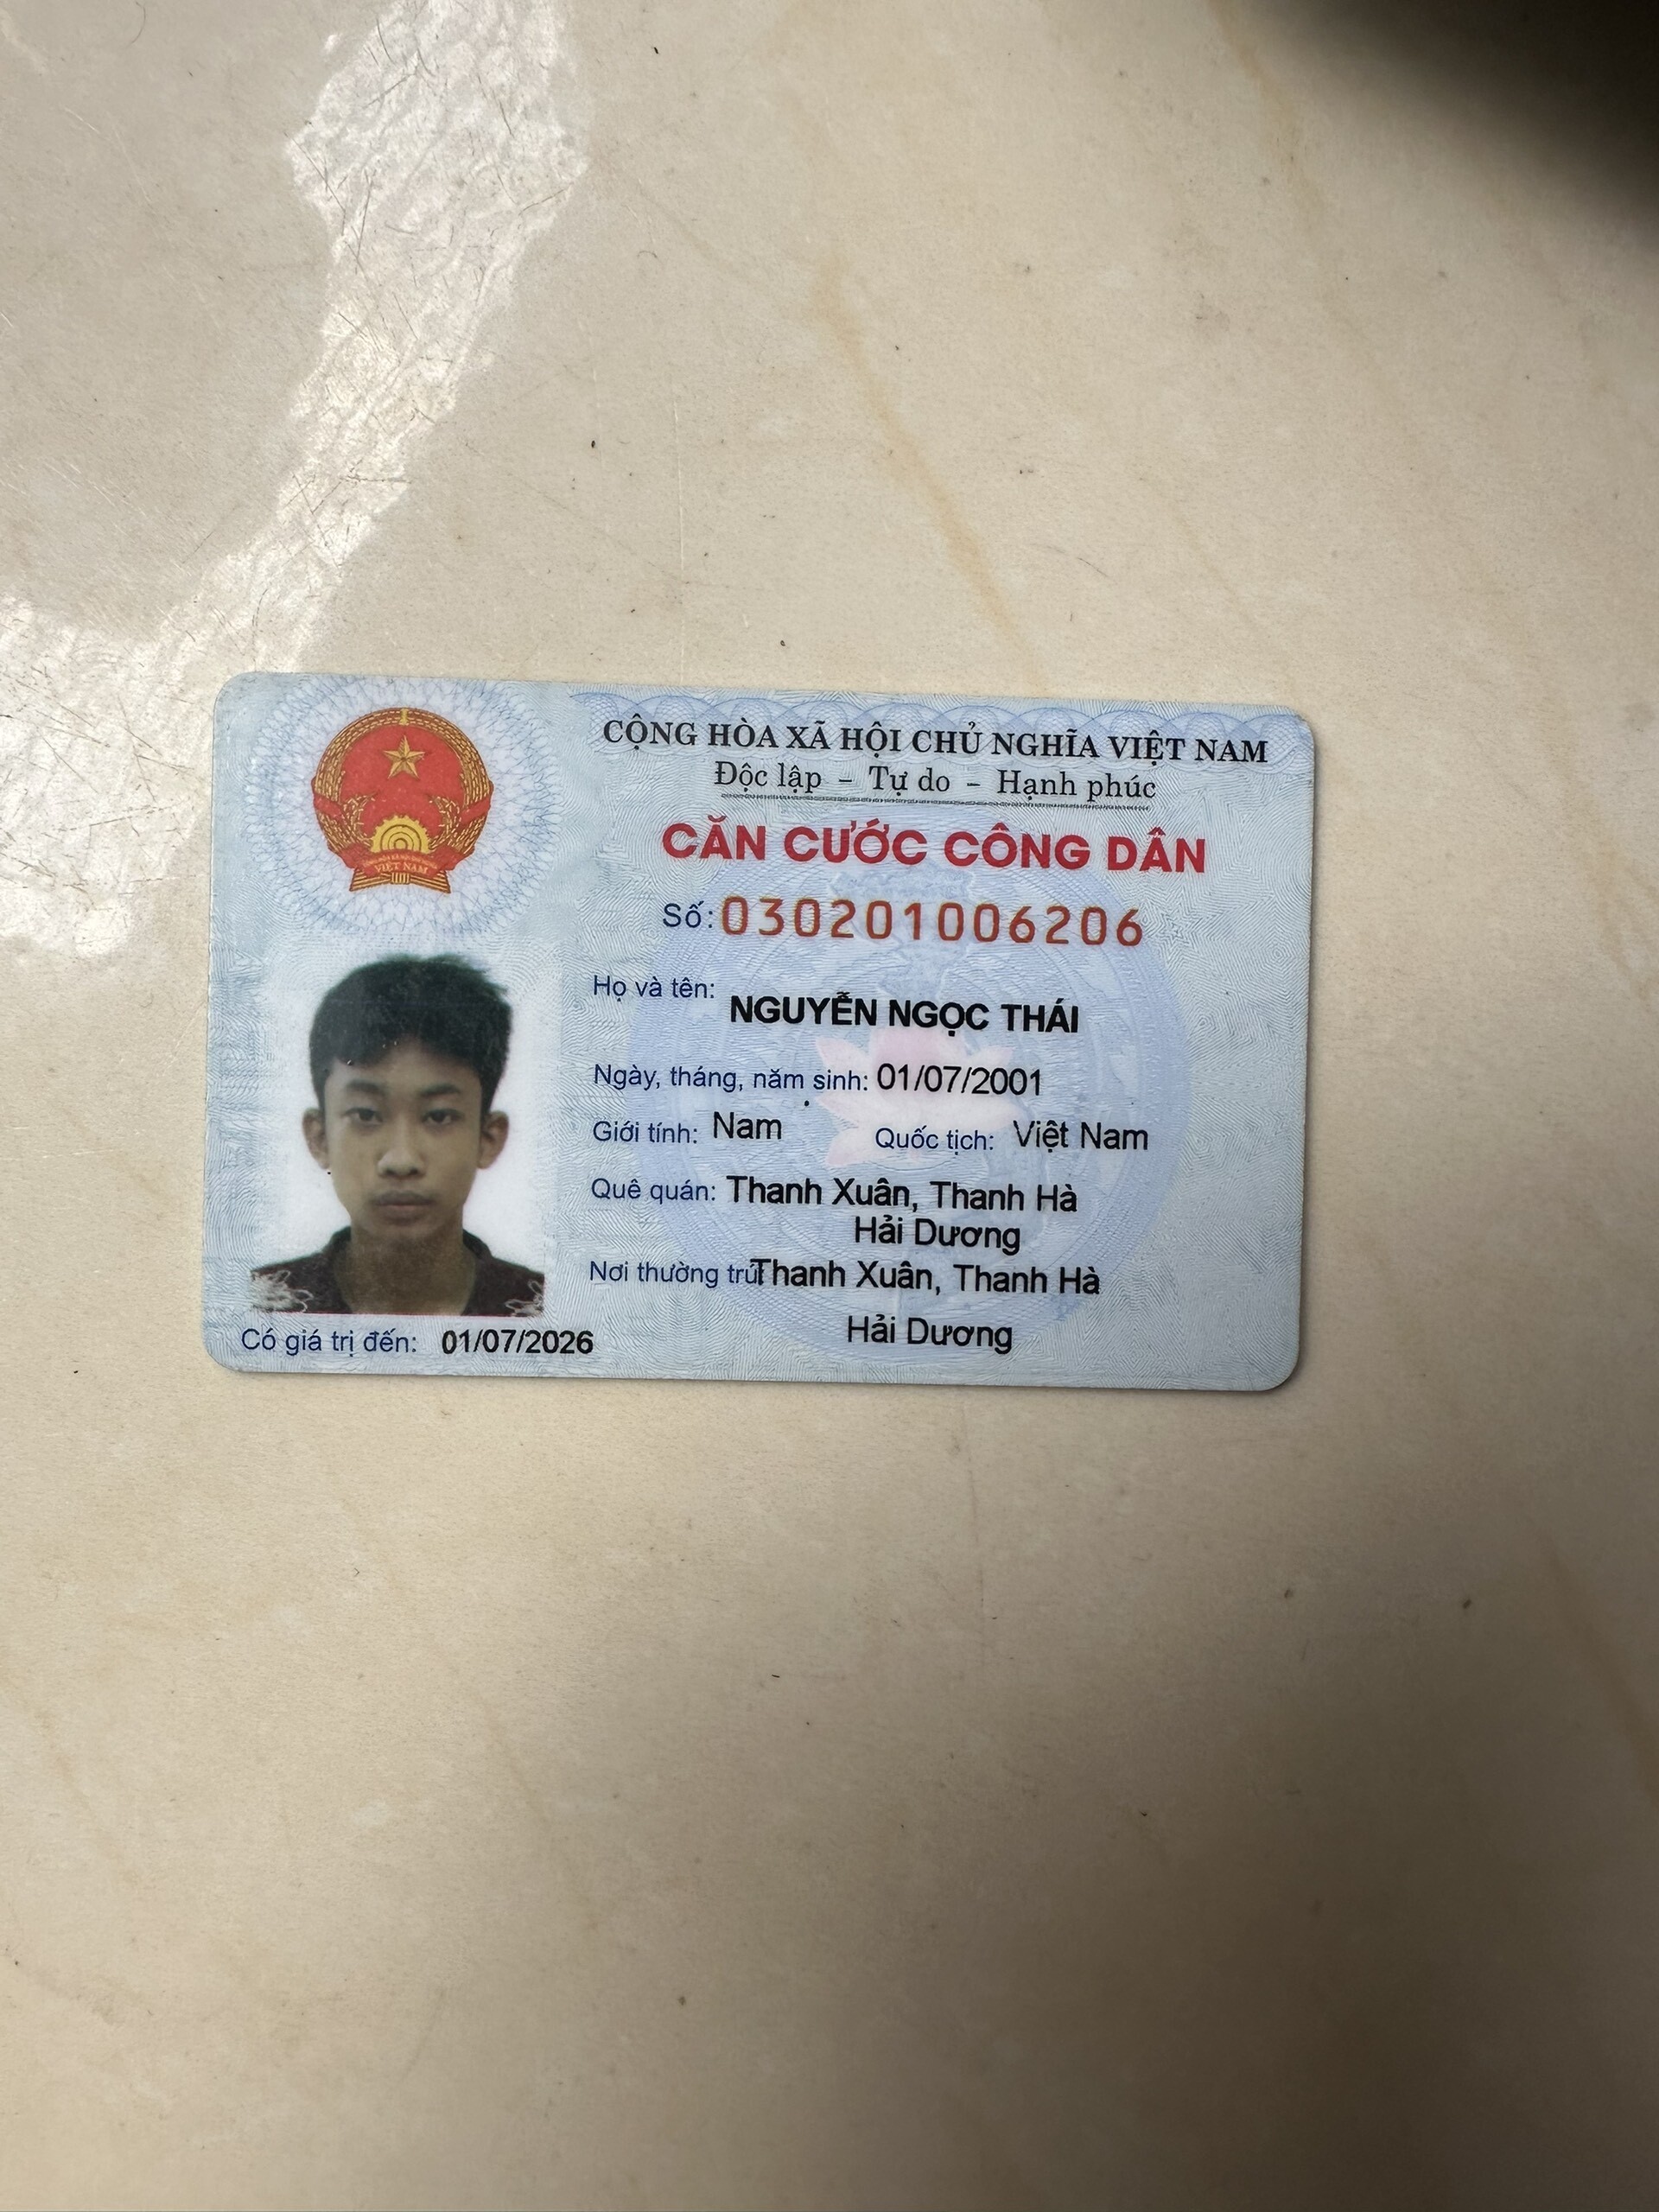 CỘNG HÒA XÃ HỘI CHỦ NGHĨA VIỆT NAM
Độc lập - Tự do - Hạnh phúc
CĂN CƯỚC CÔNG DÂN
Số: 030201006206
Họ và tên: NGUYỄN NGỌC THÁI
Ngày, tháng, năm sinh: 01/07/2001
Giới tính: Nam Quốc tịch: Việt Nam
Quê quán: Thanh Xuân, Thanh Hà
Hải Dương
Nơi thường trú: Thanh Xuân, Thanh Hà
Hải Dương
Có giá trị đến: 01/07/2026
VIỆT NAM